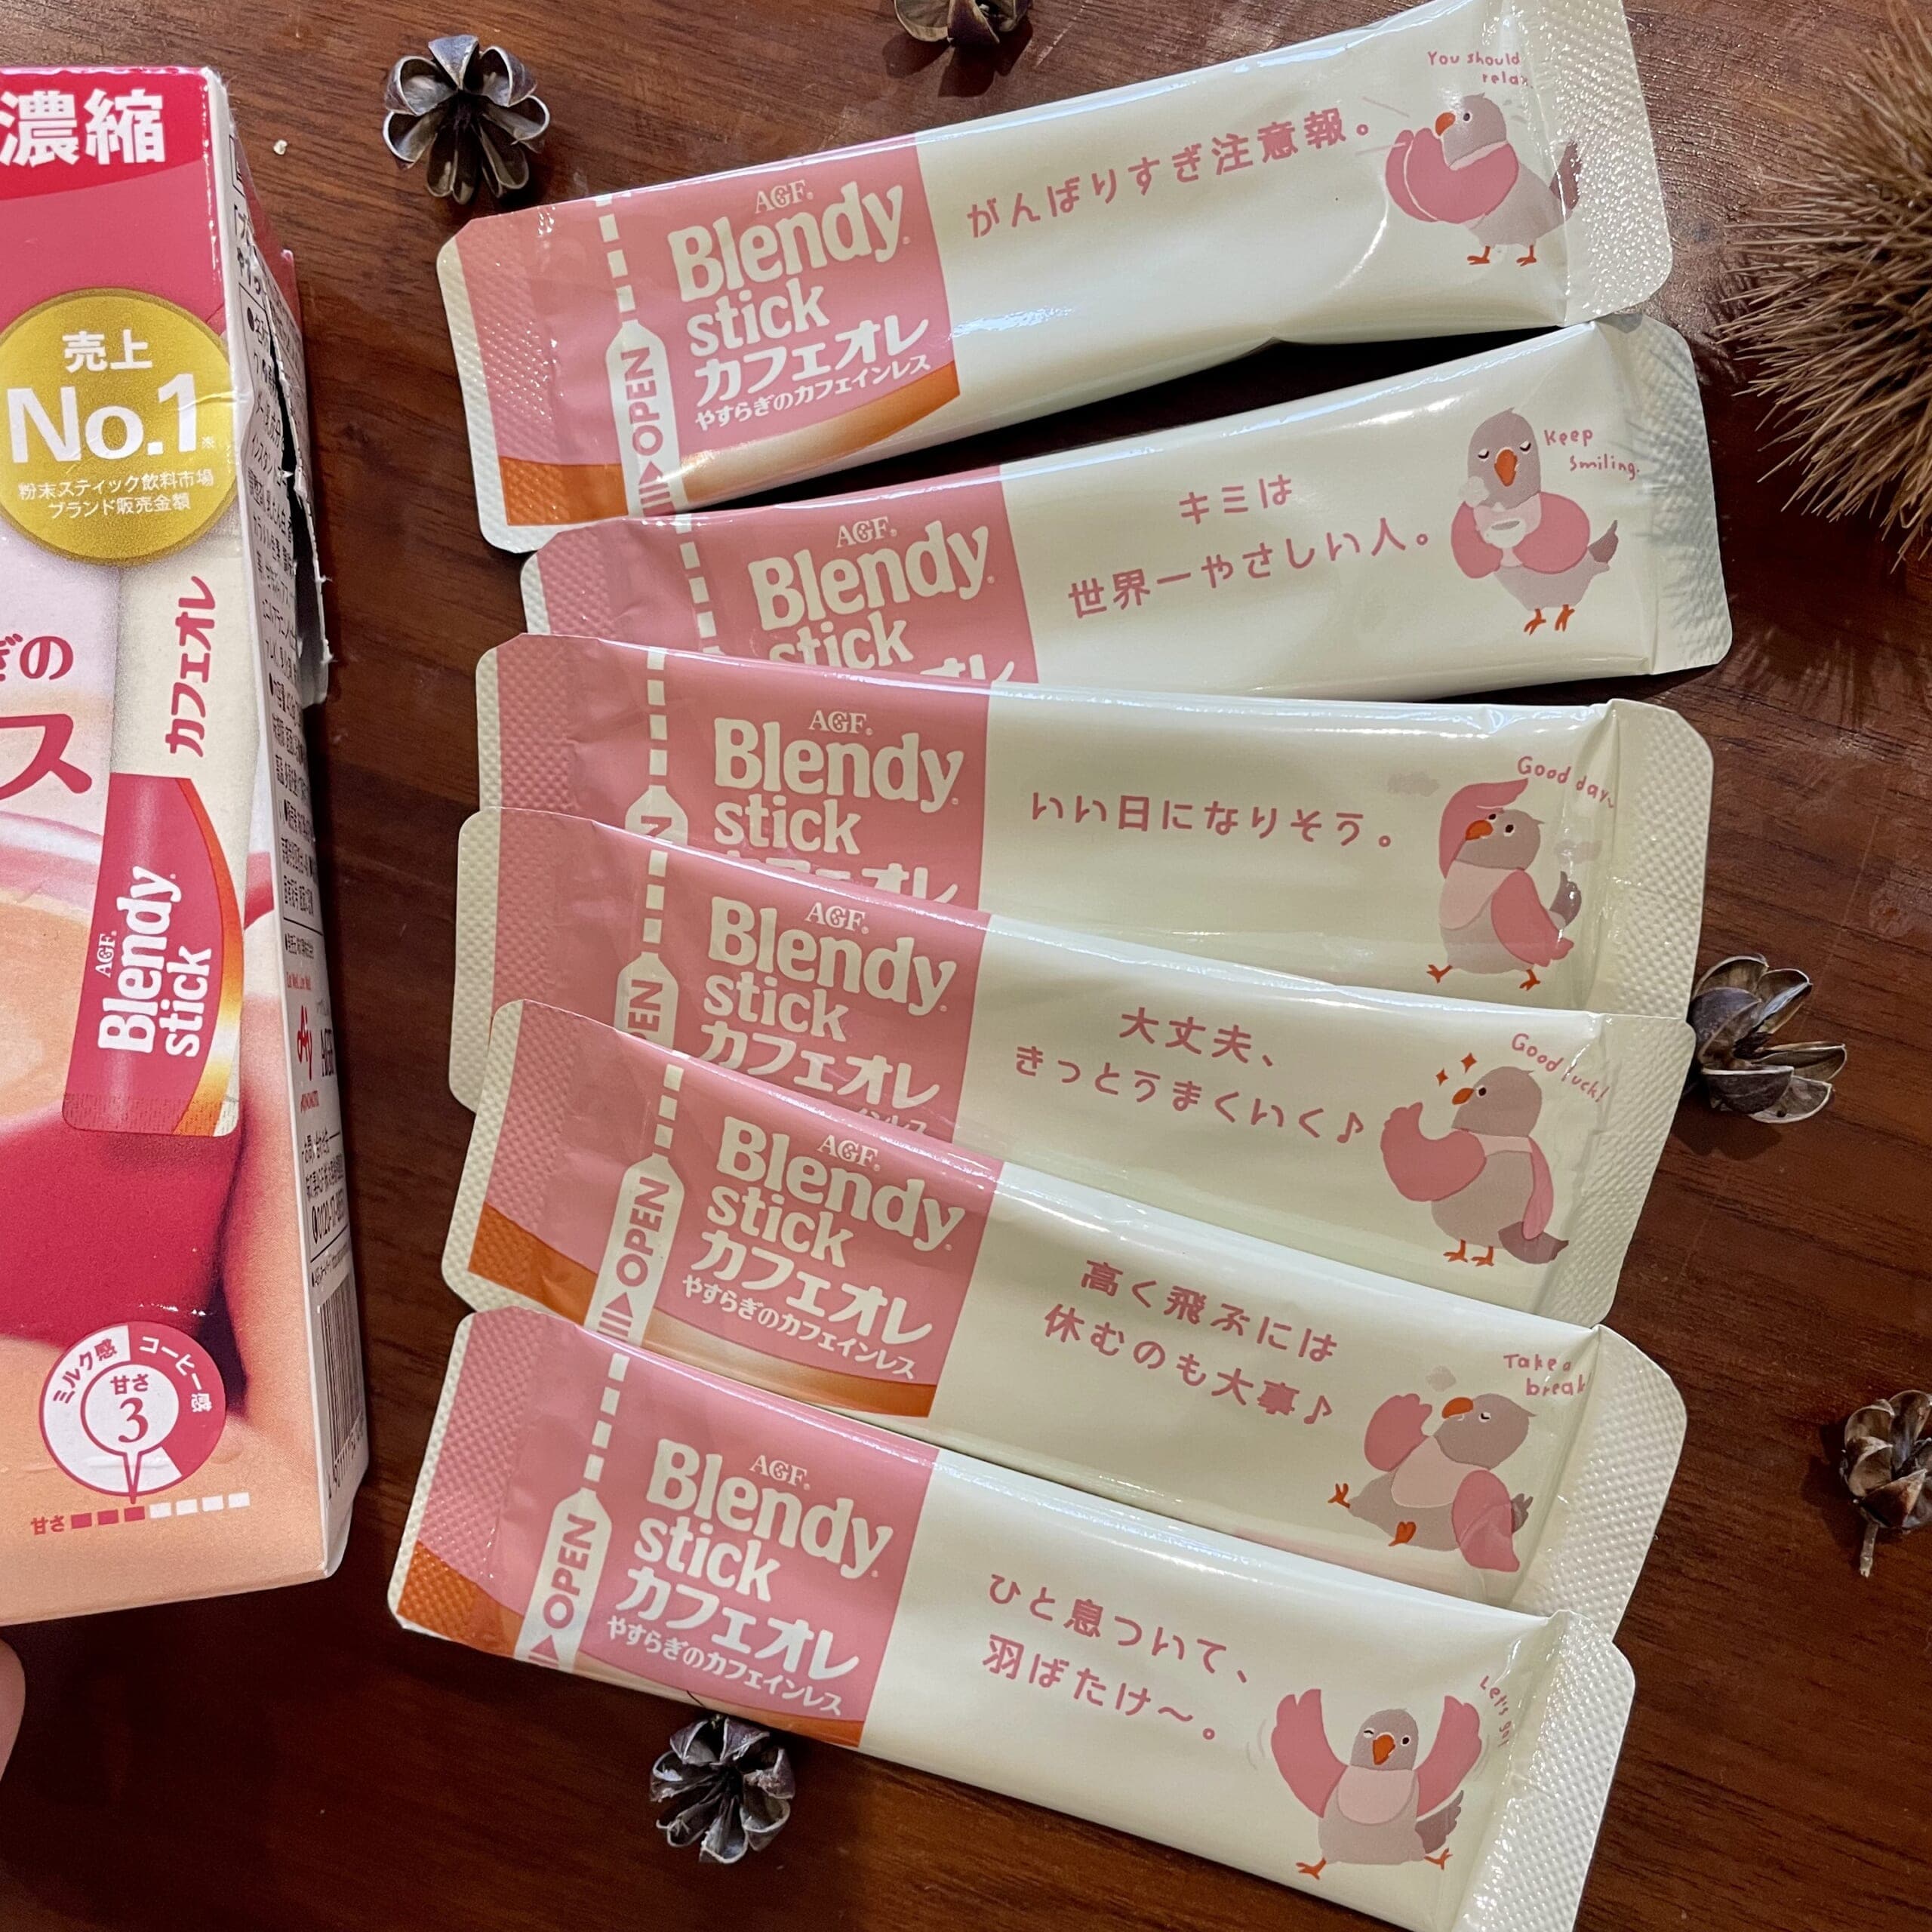 濃縮
売上
No.1
※
粉末スティック飲料市場
ブランド販売金額
カフェオレ
ぎの
ス
AGF®
Blendy®
stick
ミルク感
コーヒー感
甘さ
3
甘さ
AGF®
Blendy®
stick
カフェオレ
やすらぎのカフェインレス
OPEN
がんばりすぎ注意報。
You should
relax.
AGF®
Blendy®
stick
キミは
世界一やさしい人。
Keep
smiling.
AGF®
Blendy®
stick
いい日になりそう。
Good day~
AGF®
Blendy®
stick
カフェオレ
大丈夫、
きっとうまくいく♪
Good luck!
AGF®
Blendy®
stick
カフェオレ
やすらぎのカフェインレス
OPEN
高く飛ぶには
休むのも大事♪
Take a
break
AGF®
Blendy®
stick
カフェオレ
やすらぎのカフェインレス
OPEN
ひと息ついて、
羽ばたけ〜。
Let's go!